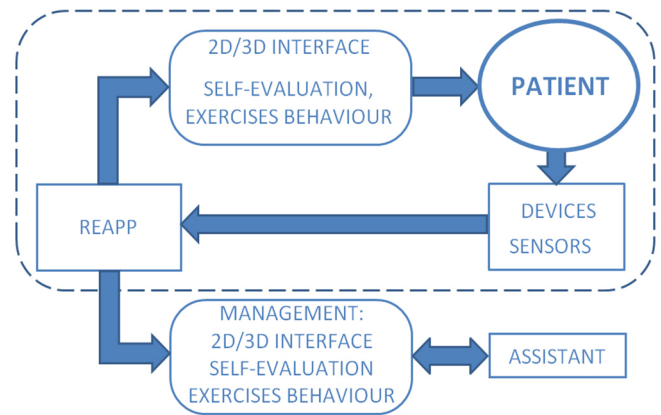 2D/3D INTERFACE
SELF-EVALUATION,
EXERCISES BEHAVIOUR
PATIENT
REAPP
DEVICES
SENSORS
MANAGEMENT:
2D/3D INTERFACE
SELF-EVALUATION
EXERCISES BEHAVIOUR
ASSISTANT